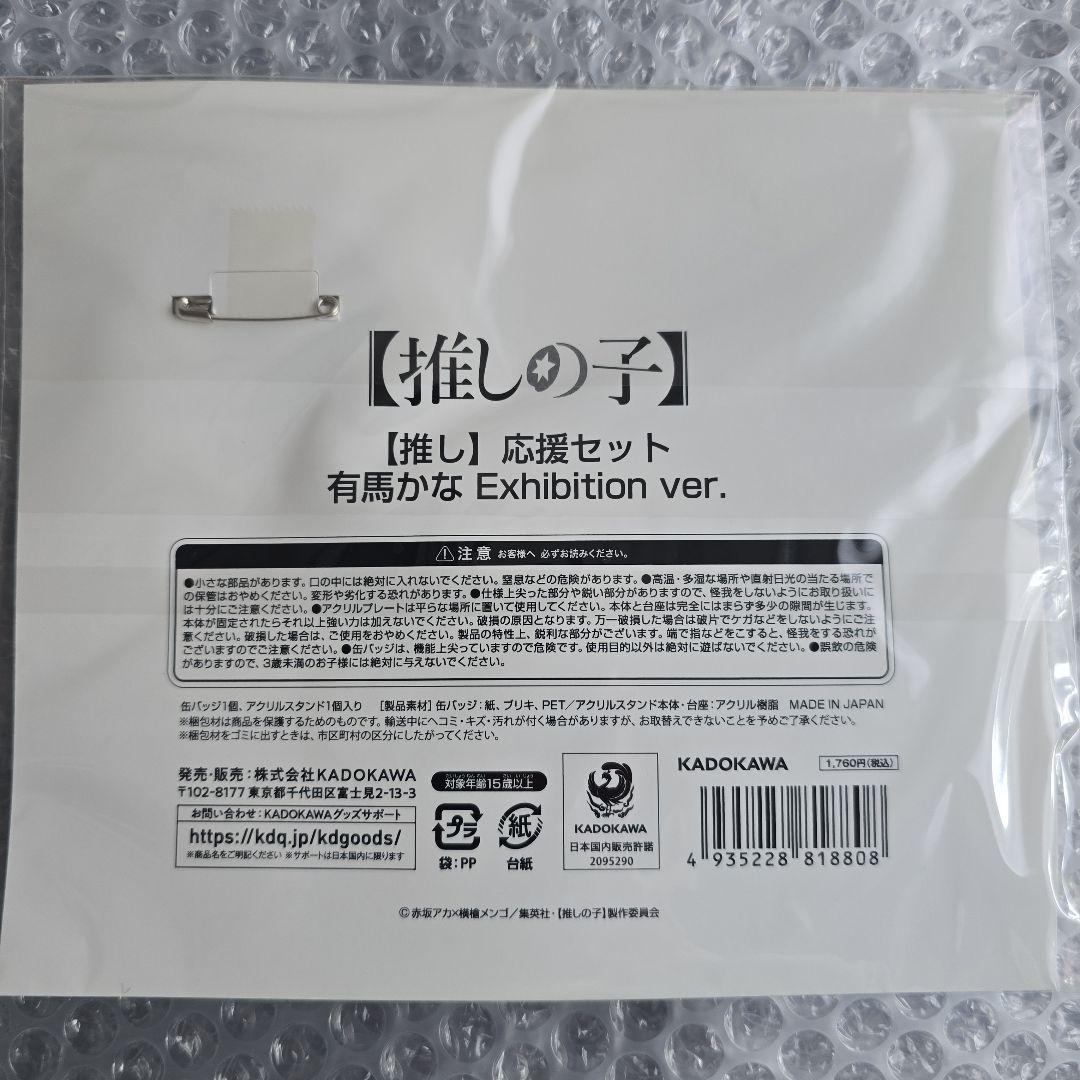 【推しの子】
【推し】応援セット
有馬かな Exhibition ver.
注意 お客様へ 必ずお読みください。
●小さな部品があります。口の中には絶対に入れないでください。窒息などの危険があります。●高温・多湿な場所や直射日光の当たる場所で
の保管はおやめください。変形や劣化する恐れがあります。●仕様上尖った部分や鋭い部分がありますので、怪我をしないようにお取り扱いに
は十分にご注意ください。●アクリルプレートは平らな場所に置いて使用してください。本体と台座は完全にはまらず多少の隙間が生じます。
本体が固定されたらそれ以上強い力は加えないでください。破損の原因となります。万一破損した場合は破片でケガなどをしないようにご注
意ください。破損した場合は、ご使用をおやめください。製品の特性上、鋭利な部分がございます。端で指などをこすると、怪我をする恐れが
ございますのでご注意ください。●缶バッジは、機能上尖っていますので危険です。使用目的以外は絶対に遊ばないでください。●誤飲の危険
がありますので、3歳未満のお子様には絶対に与えないでください。
缶バッジ1個、アクリルスタンド1個入り [製品素材] 缶バッジ:紙、ブリキ、PET/アクリルスタンド本体・台座:アクリル樹脂 MADE IN JAPAN
※梱包材は商品を保護するためのものです。輸送中にヘコミ・キズ・汚れが付く場合がありますが、お取替えできないことを予めご了承ください。
※梱包材をゴミに出すときは、市区町村の区分にしたがってください。
発売・販売:株式会社KADOKAWA
〒102-8177 東京都千代田区富士見2-13-3
お問い合わせ:KADOKAWAグッズサポート
https://kdq.jp/kdgoods/
※商品名をご明記ください ※サポートは日本国内に限ります
たいしょうねんれい さい いじょう
対象年齢15歳以上
プラ
袋:PP
紙
台紙
KADOKAWA
日本国内販売許諾
2095290
KADOKAWA
1,760円(税込)
4 935228 818808
©赤坂アカ×横槍メンゴ/集英社・【推しの子】製作委員会